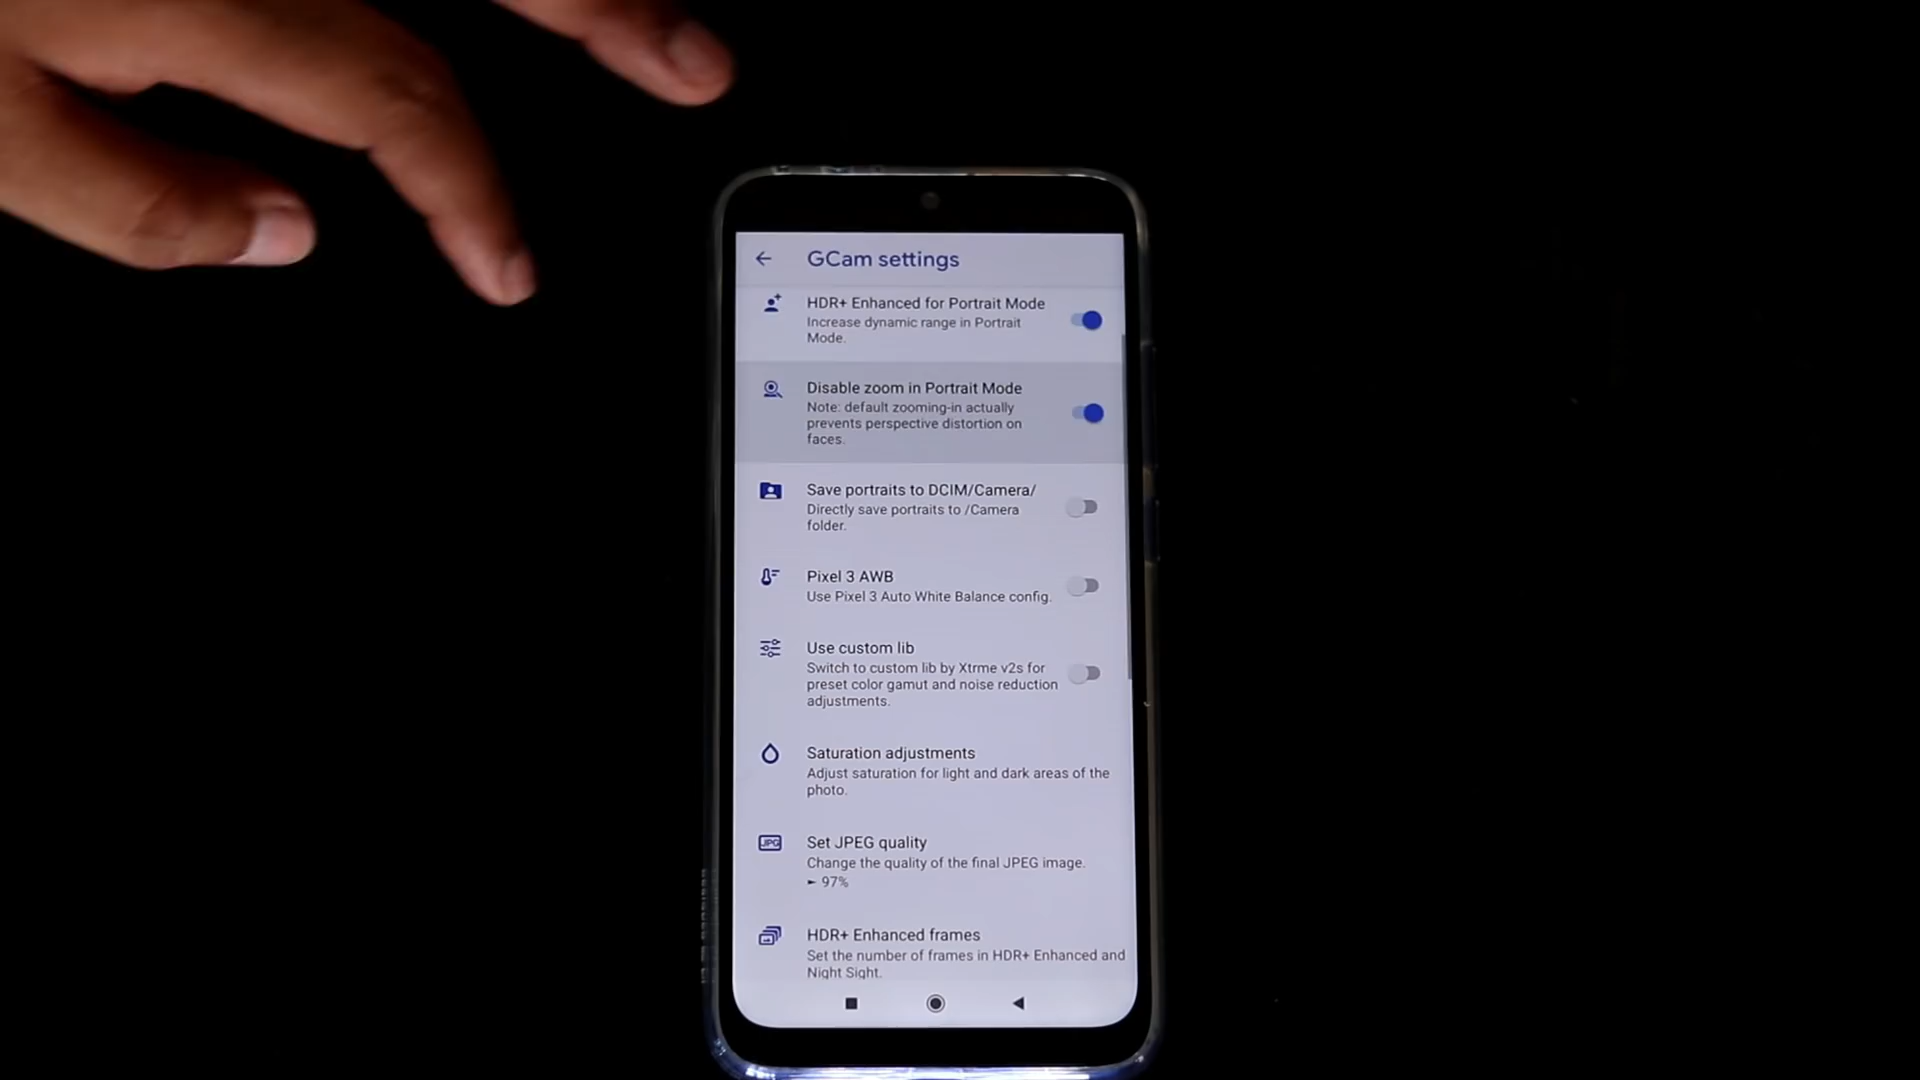 GCam settings
HDR+ Enhanced for Portrait Mode
Increase dynamic range in Portrait
Mode.
Disable zoom in Portrait Mode
Note: default zooming-in actually
prevents perspective distortion on
faces.
Save portraits to DCIM/Camera/
Directly save portraits to /Camera
folder.
Pixel 3 AWB
Use Pixel 3 Auto White Balance config.
Use custom lib
Switch to custom lib by Xtrme v2s for
preset color gamut and noise reduction
adjustments.
Saturation adjustments
Adjust saturation for light and dark areas of the
photo.
JPG
Set JPEG quality
Change the quality of the final JPEG image.
► 97%
HDR+ Enhanced frames
Set the number of frames in HDR+ Enhanced and
Night Sight.